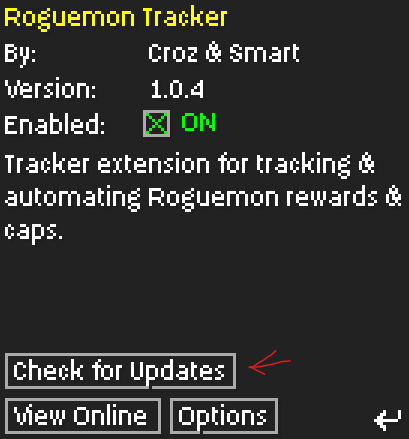 Roguemon Tracker
By: Croz & Smart
Version: 1.0.4
Enabled: ON
Tracker extension for tracking &
automating Roguemon rewards &
caps.
Check for Updates
View Online Options